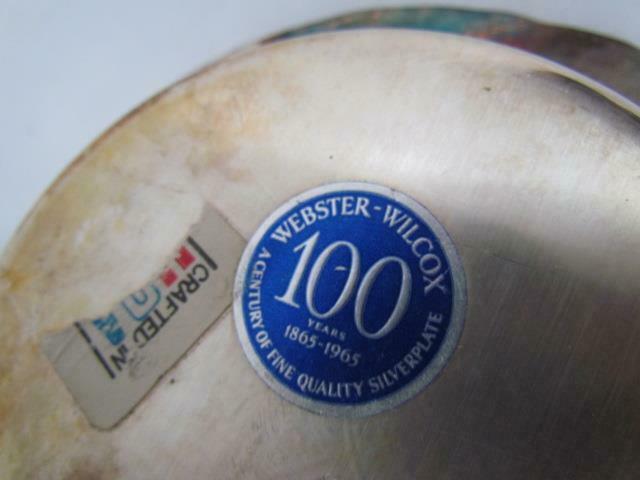 WEBSTER-WILCOX
100
YEARS
1865-1965
A CENTURY OF FINE QUALITY SILVERPLATE
CRAFTED IN